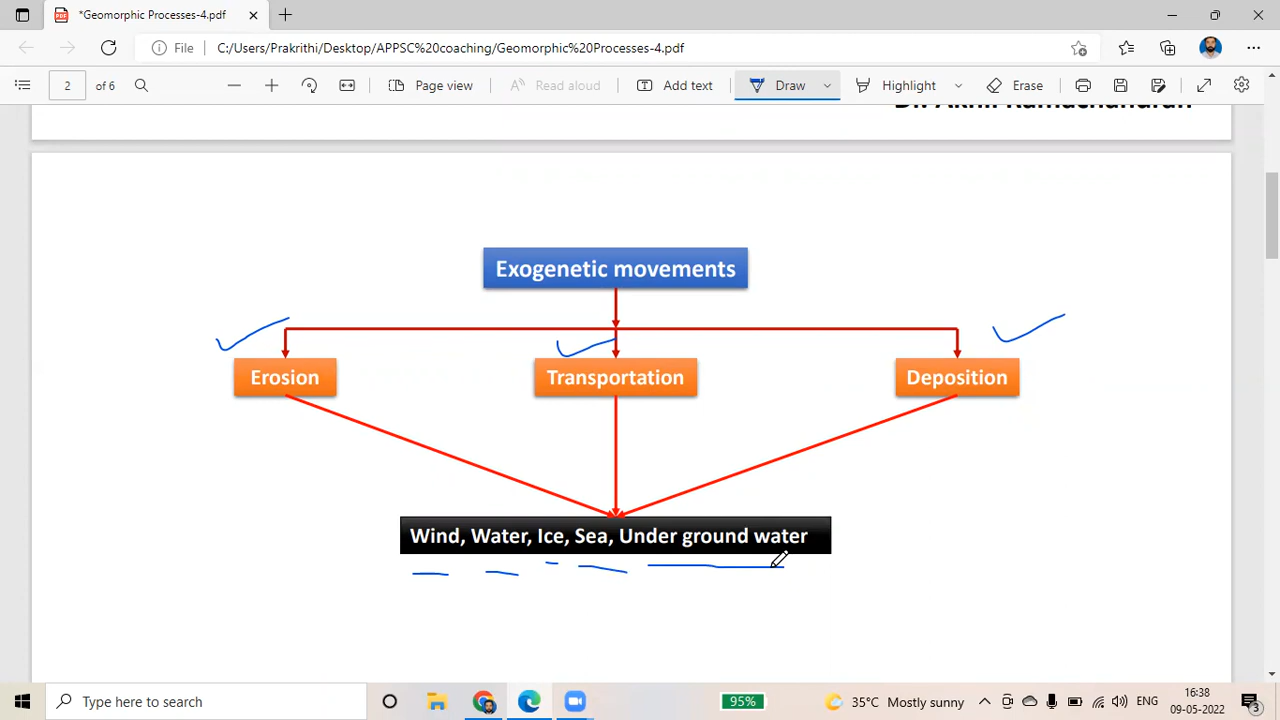 *Geomorphic Processes-4.pdf
File C:/Users/Prakrithi/Desktop/APPSC%20coaching/Geomorphic%20Processes-4.pdf
2 of 6 Page view Read aloud Add text Draw Highlight Erase
Exogenetic movements
Erosion Transportation Deposition
Wind, Water, Ice, Sea, Under ground water
Type here to search 95% 35°C Mostly sunny ENG 16:38
09-05-2022 3